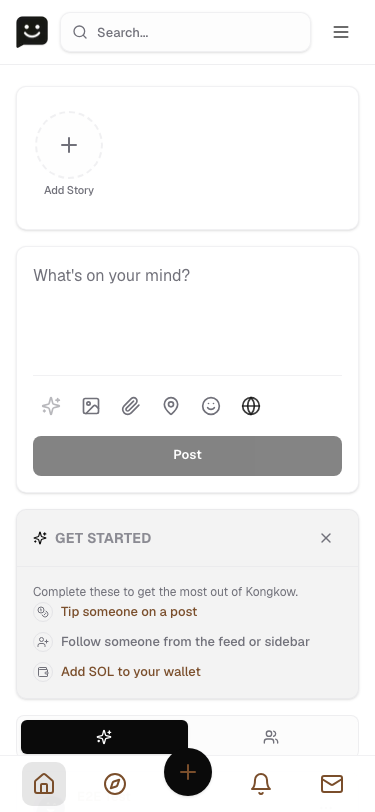 Search...
Add Story
What's on your mind?
Post
GET STARTED
Complete these to get the most out of Kongkow.
Tip someone on a post
Follow someone from the feed or sidebar
Add SOL to your wallet